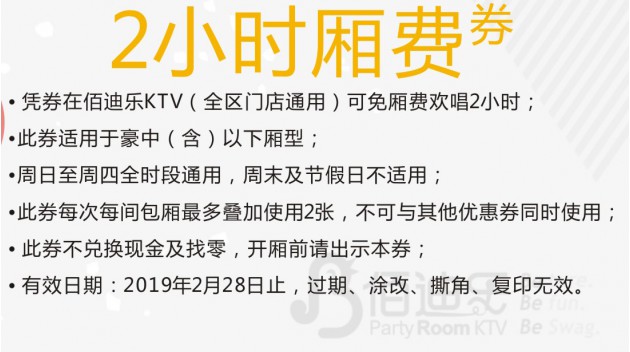 2小时厢费券
• 凭券在佰迪乐KTV（全区门店通用）可免厢费欢唱2小时；
•此券适用于豪中（含）以下厢型；
•周日至周四全时段通用，周末及节假日不适用；
•此券每次每间包厢最多叠加使用2张，不可与其他优惠券同时使用；
• 此券不兑换现金及找零，开厢前请出示本券；
• 有效日期：2019年2月28日止，过期、涂改、撕角、复印无效。
佰迪乐
Be fun.
Party Room KTV
Be Swag.